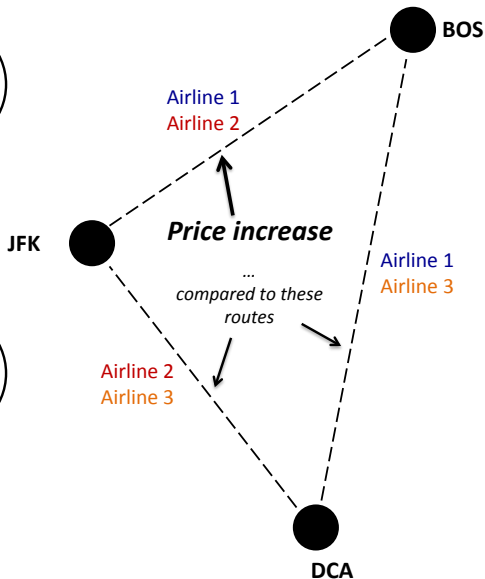 BOS
Airline 1
Airline 2
JFK
Price increase
...
compared to these
routes
Airline 1
Airline 3
Airline 2
Airline 3
DCA